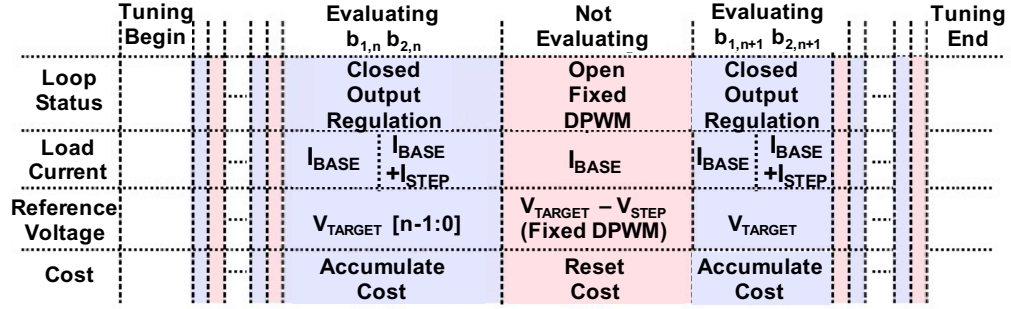 Tuning Begin
Evaluating b1,n b2,n
Not Evaluating
Evaluating b1,n+1 b2,n+1
Tuning End
Loop Status
Closed Output Regulation
Open Fixed DPWM
Closed Output Regulation
Load Current
IBASE
IBASE +ISTEP
IBASE
IBASE
IBASE +ISTEP
Reference Voltage
VTARGET [n-1:0]
VTARGET – VSTEP (Fixed DPWM)
VTARGET
Cost
Accumulate Cost
Reset Cost
Accumulate Cost